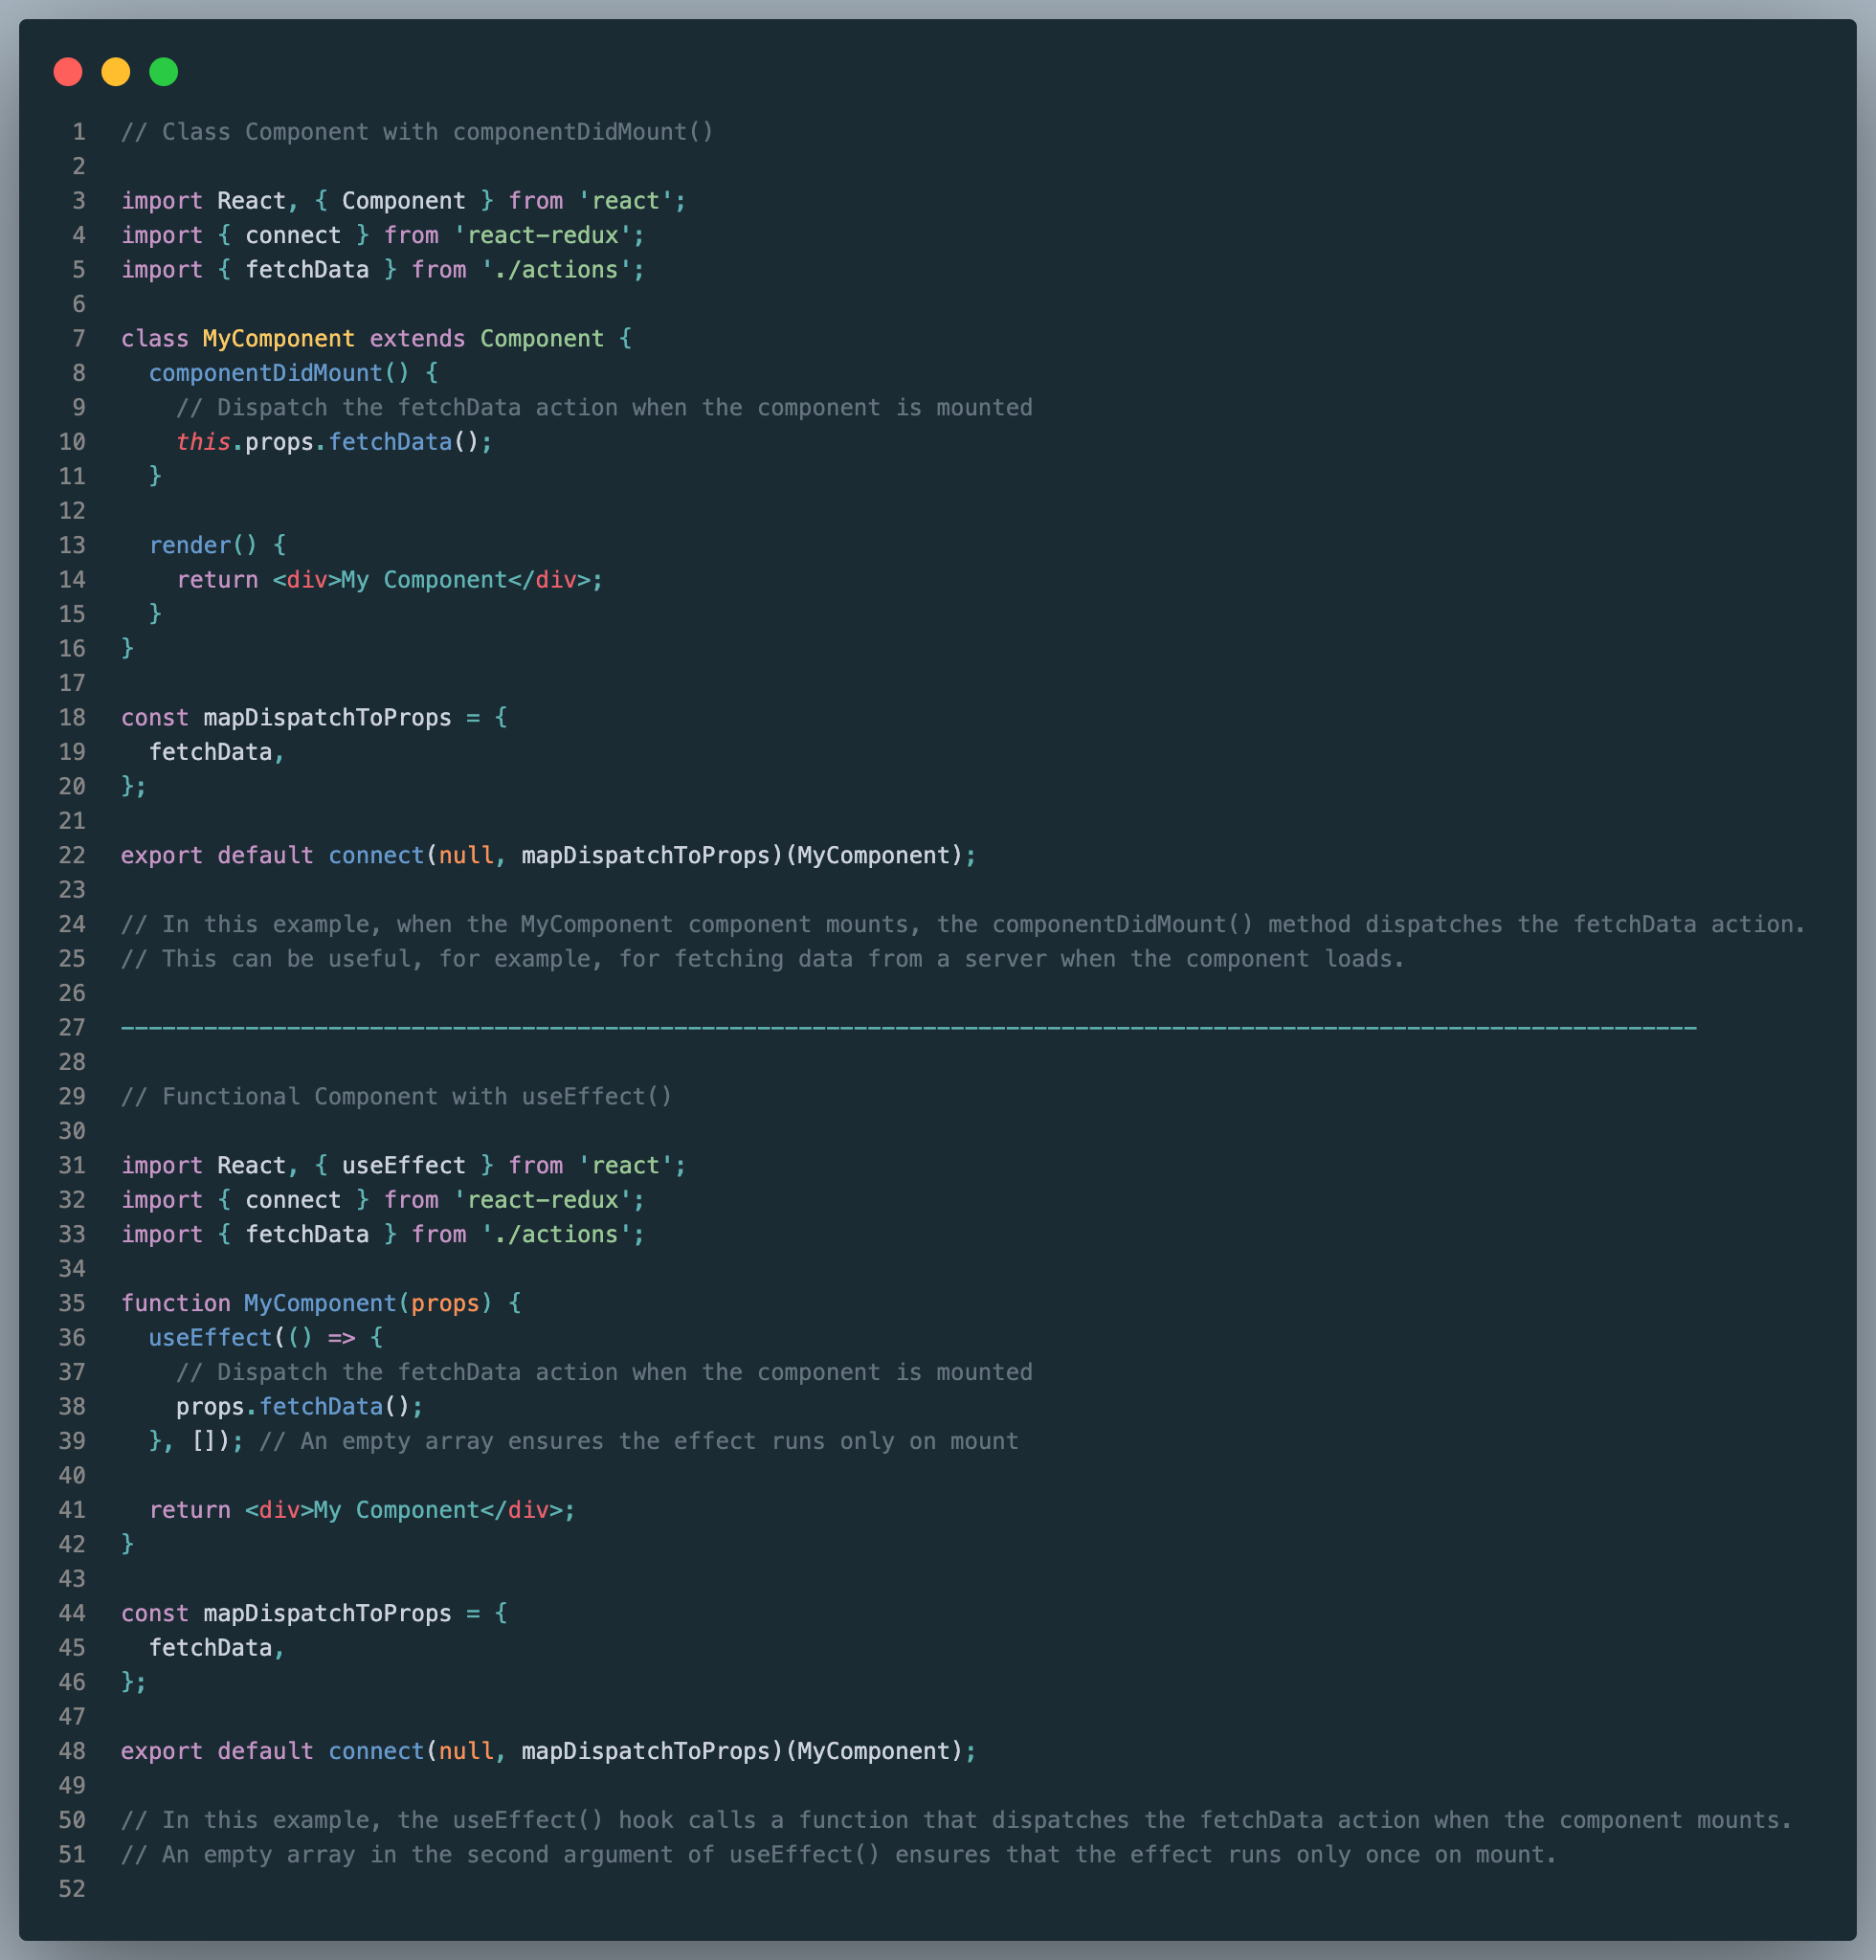 1 // Class Component with componentDidMount()
2
3 import React, { Component } from 'react';
4 import { connect } from 'react-redux';
5 import { fetchData } from './actions';
6
7 class MyComponent extends Component {
8   componentDidMount() {
9     // Dispatch the fetchData action when the component is mounted
10     this.props.fetchData();
11   }
12
13   render() {
14     return <div>My Component</div>;
15   }
16 }
17
18 const mapDispatchToProps = {
19   fetchData,
20 };
21
22 export default connect(null, mapDispatchToProps)(MyComponent);
23
24 // In this example, when the MyComponent component mounts, the componentDidMount() method dispatches the fetchData action.
25 // This can be useful, for example, for fetching data from a server when the component loads.
26
27 ------------------------------------------------------------------------------------------------------------------
28
29 // Functional Component with useEffect()
30
31 import React, { useEffect } from 'react';
32 import { connect } from 'react-redux';
33 import { fetchData } from './actions';
34
35 function MyComponent(props) {
36   useEffect(() => {
37     // Dispatch the fetchData action when the component is mounted
38     props.fetchData();
39   }, []); // An empty array ensures the effect runs only on mount
40
41   return <div>My Component</div>;
42 }
43
44 const mapDispatchToProps = {
45   fetchData,
46 };
47
48 export default connect(null, mapDispatchToProps)(MyComponent);
49
50 // In this example, the useEffect() hook calls a function that dispatches the fetchData action when the component mounts.
51 // An empty array in the second argument of useEffect() ensures that the effect runs only once on mount.
52